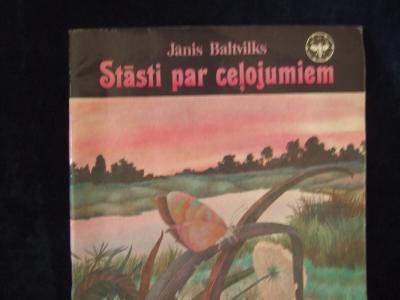 Jānis Baltvilks
Stāsti par ceļojumiem